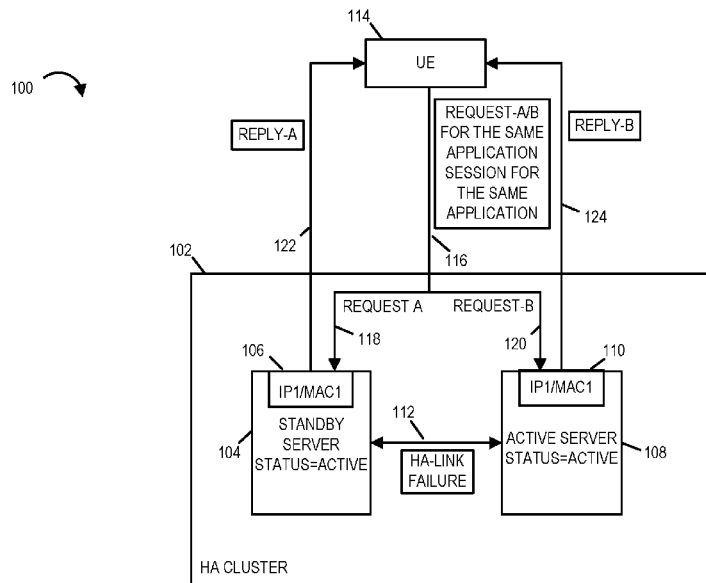 114
UE
100
REPLY-A
REQUEST-A/B
FOR THE SAME
APPLICATION
SESSION FOR
THE SAME
APPLICATION
REPLY-B
122
116
124
102
REQUEST A
REQUEST-B
118
120
106
110
IP1/MAC1
IP1/MAC1
104
STANDBY
SERVER
STATUS=ACTIVE
112
HA-LINK
FAILURE
ACTIVE SERVER
STATUS=ACTIVE
108
HA CLUSTER